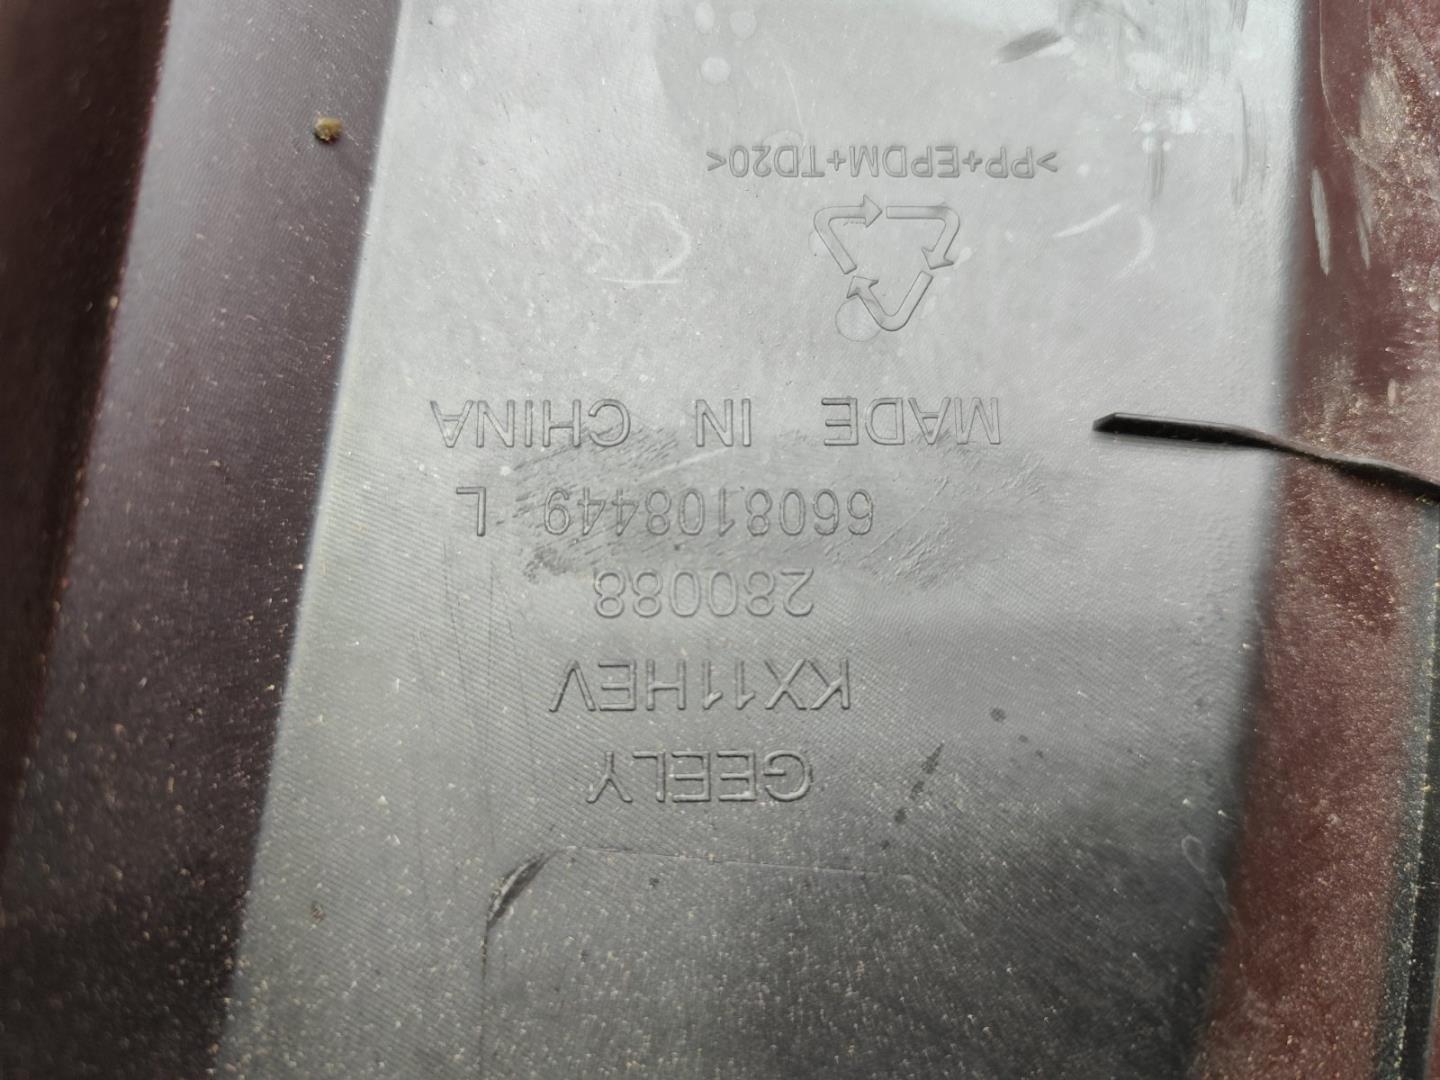 GEELY
KX11HEV
280088
6608108449 L
MADE IN CHINA
>PP+EPDM+TD20<